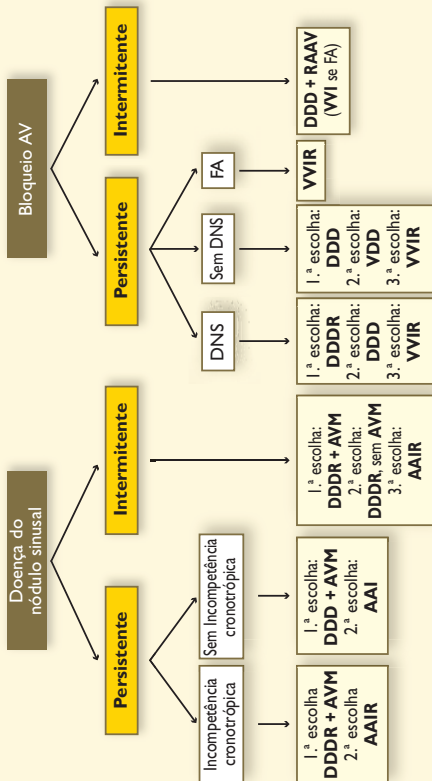 Doença do
nódulo sinusal
Bloqueio AV
Persistente
Intermitente
Persistente
Intermitente
Incompetência
cronotrópica
Sem Incompetência
cronotrópica
DNS
Sem DNS
FA
1.ª escolha
DDDR + AVM
2.ª escolha
AAIR
1.ª escolha:
DDD + AVM
2.ª escolha:
AAI
1.ª escolha:
DDDR + AVM
2.ª escolha:
DDDR, sem AVM
3.ª escolha:
AAIR
1.ª escolha:
DDDR
2.ª escolha:
DDD
3.ª escolha:
VVIR
1.ª escolha:
DDD
2.ª escolha:
VDD
3.ª escolha:
VVIR
VVIR
DDD + RAAV
(VVI se FA)